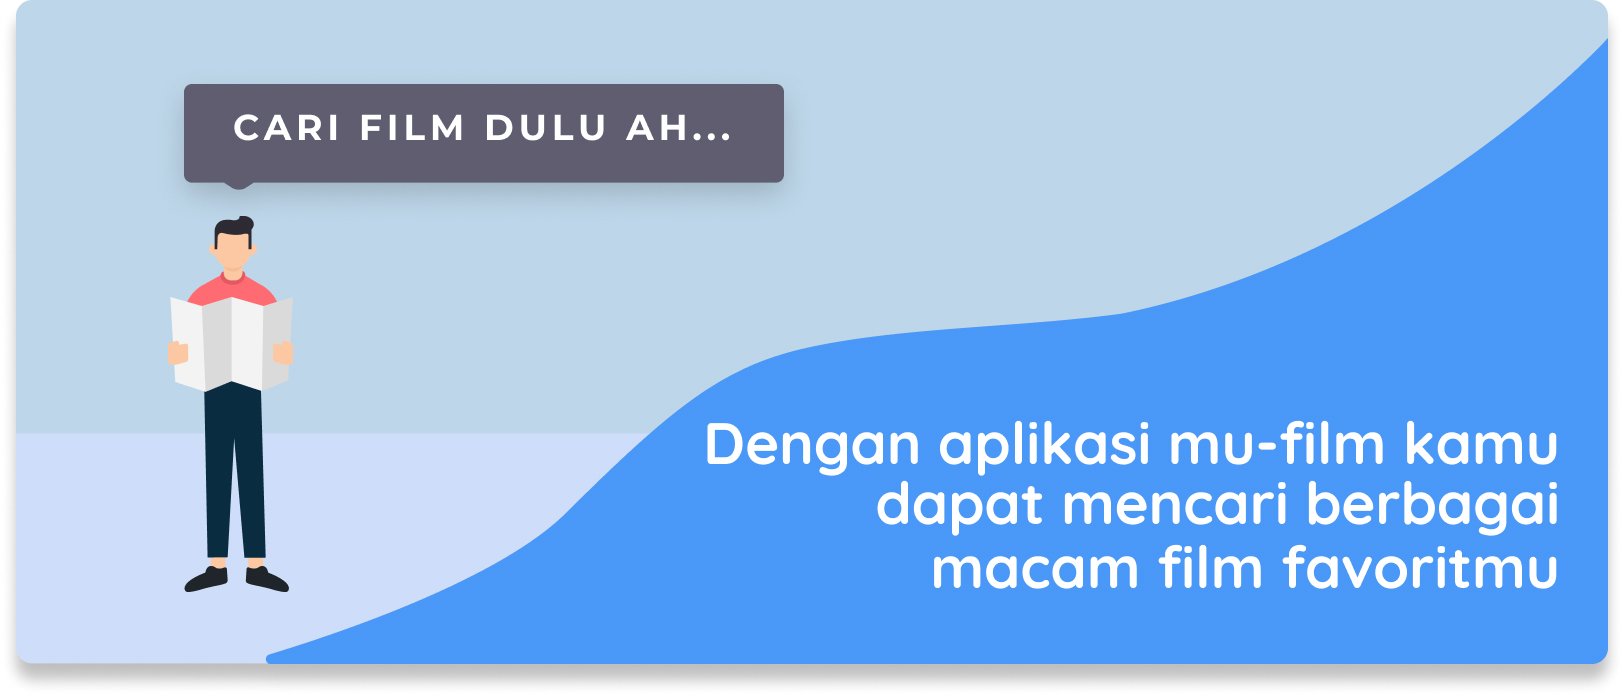 CARI FILM DULU AH...
Dengan aplikasi mu-film kamu
dapat mencari berbagai
macam film favoritmu